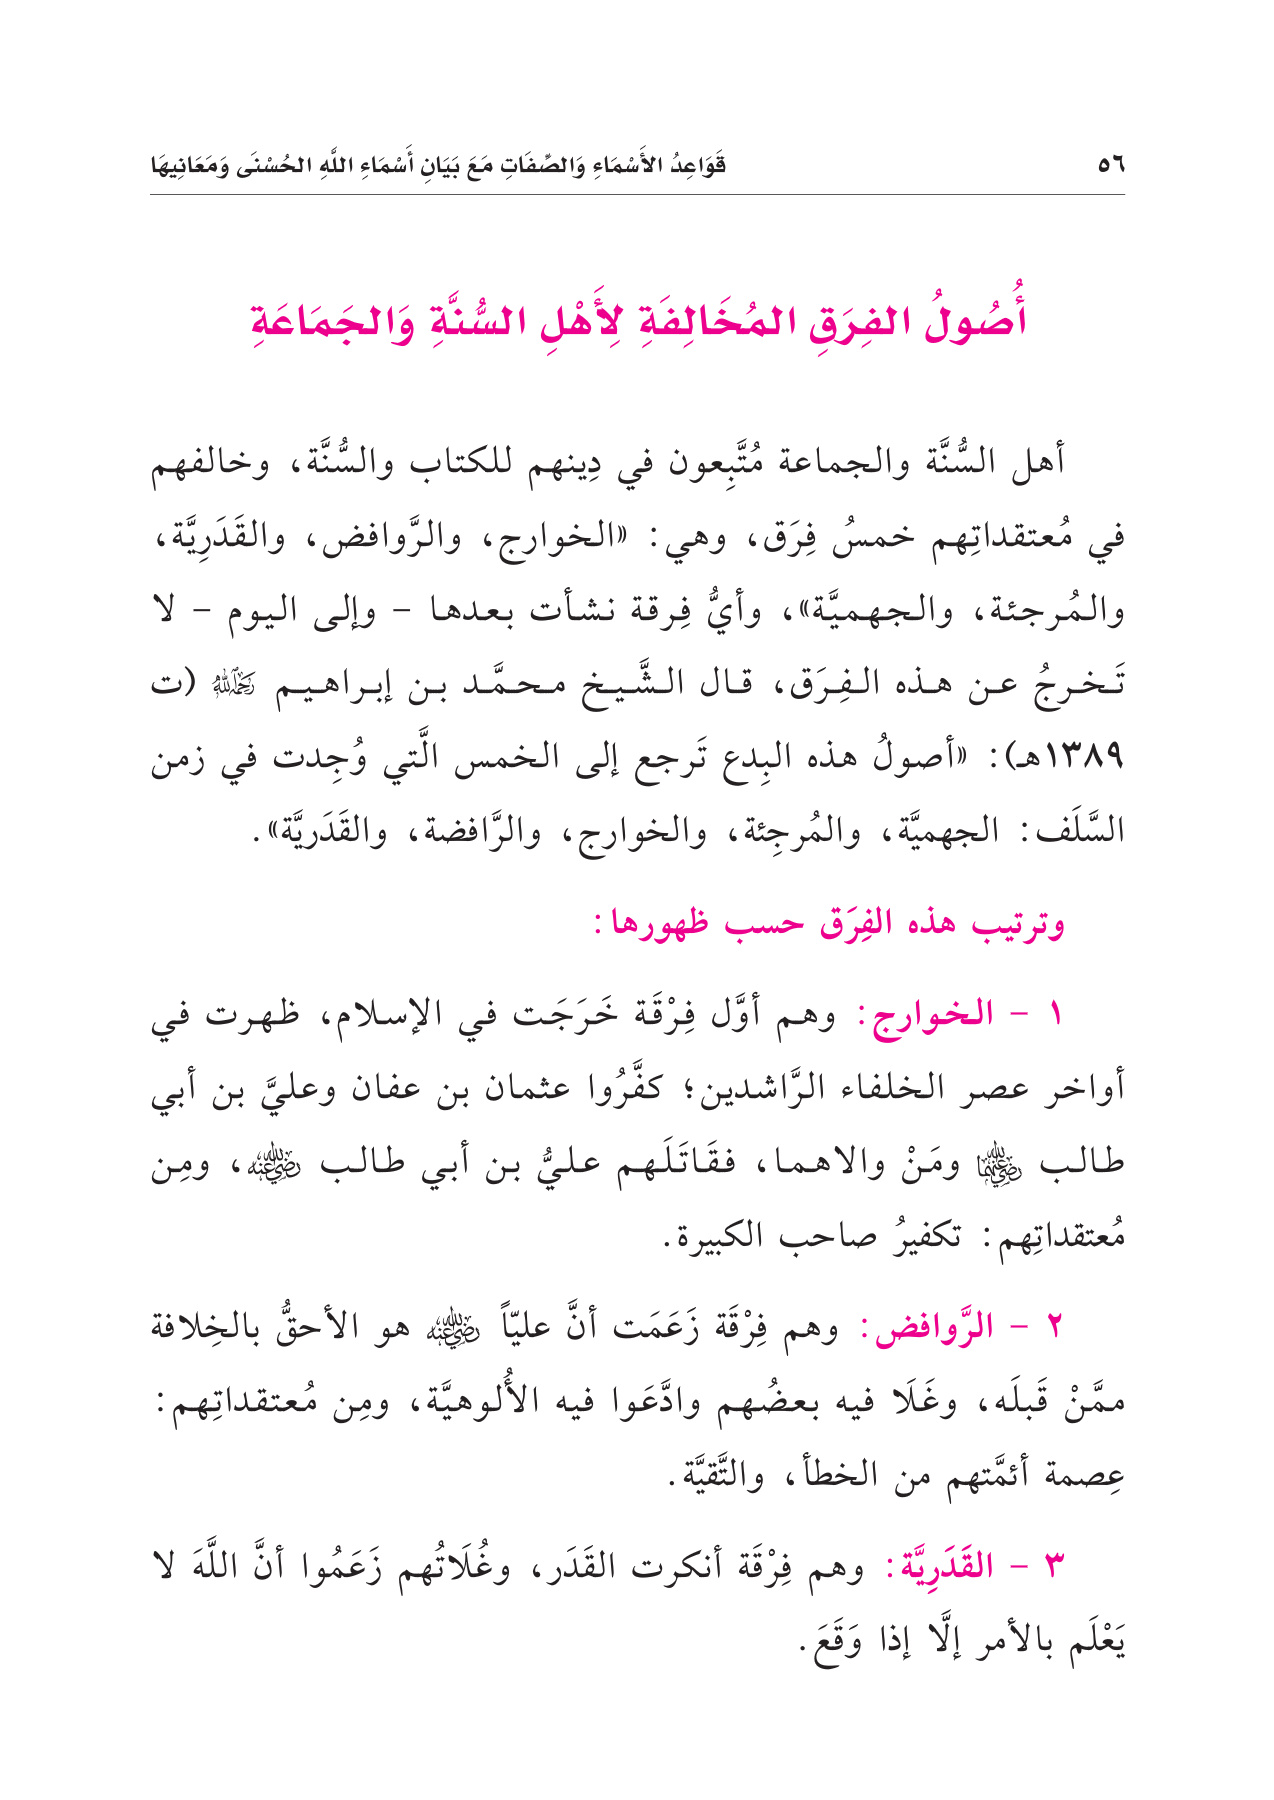 ٥٦ قَوَاعِدُ الأَسْمَاءِ وَالصِّفَاتِ مَعَ بَيَانِ أَسْمَاءِ اللَّهِ الحُسْنَى وَمَعَانِيهَا
أُصُولُ الفِرَقِ المُخَالِفَةِ لِأَهْلِ السُّنَّةِ وَالجَمَاعَةِ
أهل السُّنَّة والجماعة مُتَّبِعون في دِينهم للكتاب والسُّنَّة، وخالفهم
في مُعتقداتِهم خمسُ فِرَق، وهي: «الخوارج، والرَّوافض، والقَدَرِيَّة،
والمُرجئة، والجهميَّة»، وأيُّ فِرقة نشأت بعدها - وإلى اليوم - لا
تَخرجُ عن هذه الفِرَق، قال الشَّيخ محمَّد بن إبراهيم رَحِمَهُ اللَّهُ (ت
١٣٨٩هـ): «أصولُ هذه البِدع تَرجع إلى الخمس الَّتي وُجِدت في زمن
السَّلَف: الجهميَّة، والمُرجِئة، والخوارج، والرَّافضة، والقَدَريَّة».
وترتيب هذه الفِرَق حسب ظهورها:
١ - الخوارج: وهم أوَّل فِرْقَة خَرَجَت في الإسلام، ظهرت في
أواخر عصر الخلفاء الرَّاشدين؛ كفَّرُوا عثمان بن عفان وعليَّ بن أبي
طالب رَضِيَ اللَّهُ عَنْهُمَا ومَنْ والاهما، فقَاتَلَهم عليُّ بن أبي طالب رَضِيَ اللَّهُ عَنْهُ، ومِن
مُعتقداتِهم: تكفيرُ صاحب الكبيرة.
٢ - الرَّوافض: وهم فِرْقَة زَعَمَت أنَّ عليّاً رَضِيَ اللَّهُ عَنْهُ هو الأحقُّ بالخِلافة
ممَّنْ قَبلَه، وغَلَا فيه بعضُهم وادَّعَوا فيه الأُلوهيَّة، ومِن مُعتقداتِهم:
عِصمة أئمَّتهم من الخطأ، والتَّقيَّة.
٣ - القَدَرِيَّة: وهم فِرْقَة أنكرت القَدَر، وغُلَاتُهم زَعَمُوا أنَّ اللَّهَ لا
يَعْلَم بالأمر إلَّا إذا وَقَعَ.